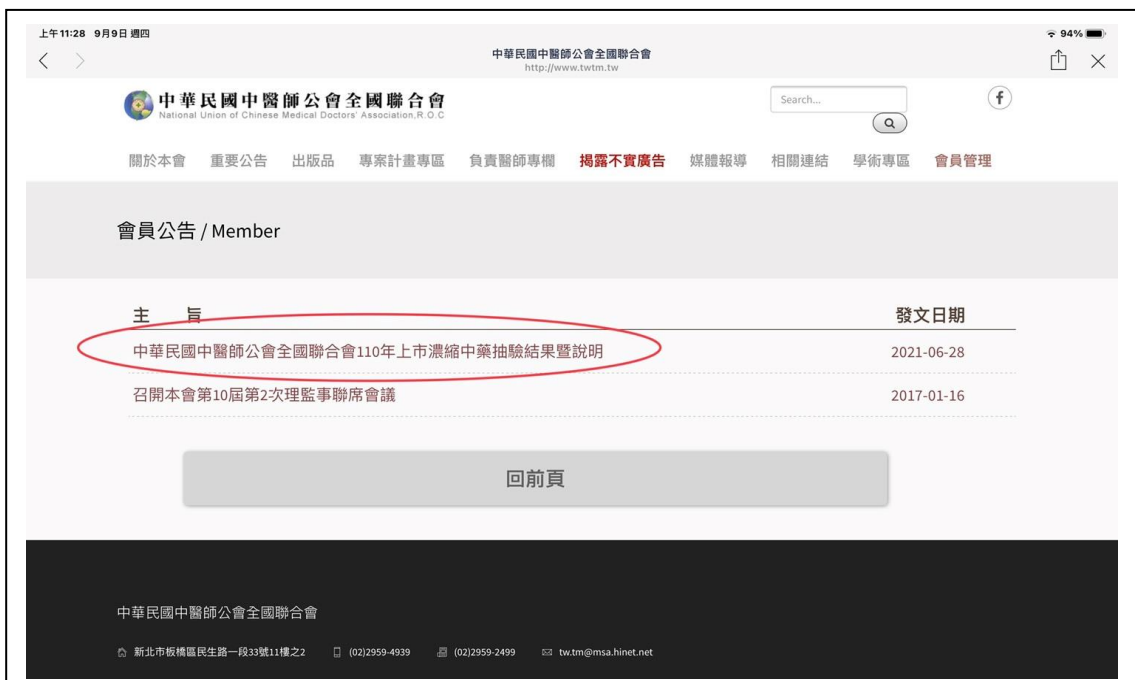 上午11:28 9月9日 週四
94%
中華民國中醫師公會全國聯合會
http://www.twtm.tw
中華民國中醫師公會全國聯合會
National Union of Chinese Medical Doctors' Association,R.O.C
Search...
關於本會 重要公告 出版品 專案計畫專區 負責醫師專欄 揭露不實廣告 媒體報導 相關連結 學術專區 會員管理
會員公告 / Member
主 旨 發文日期
中華民國中醫師公會全國聯合會110年上市濃縮中藥抽驗結果暨說明 2021-06-28
召開本會第10屆第2次理監事聯席會議 2017-01-16
回前頁
中華民國中醫師公會全國聯合會
新北市板橋區民生路一段33號11樓之2 (02)2959-4939 (02)2959-2499 tw.tm@msa.hinet.net